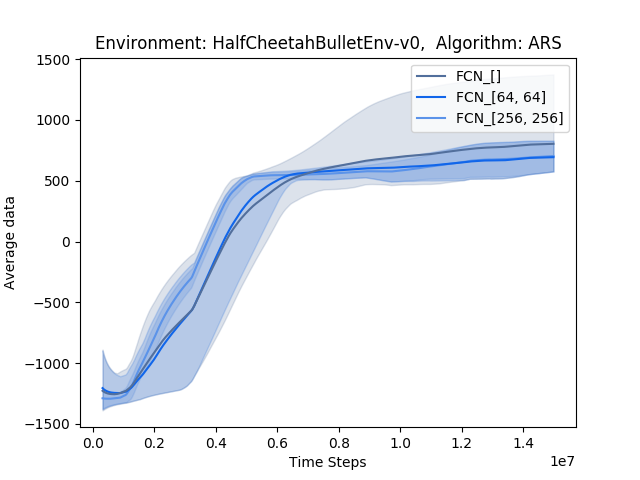 Environment: HalfCheetahBulletEnv-v0,  Algorithm: ARS
FCN_[]
FCN_[64, 64]
FCN_[256, 256]
Average data
1500
1000
500
0
−500
−1000
−1500
0.0 0.2 0.4 0.6 0.8 1.0 1.2 1.4
1e7
Time Steps